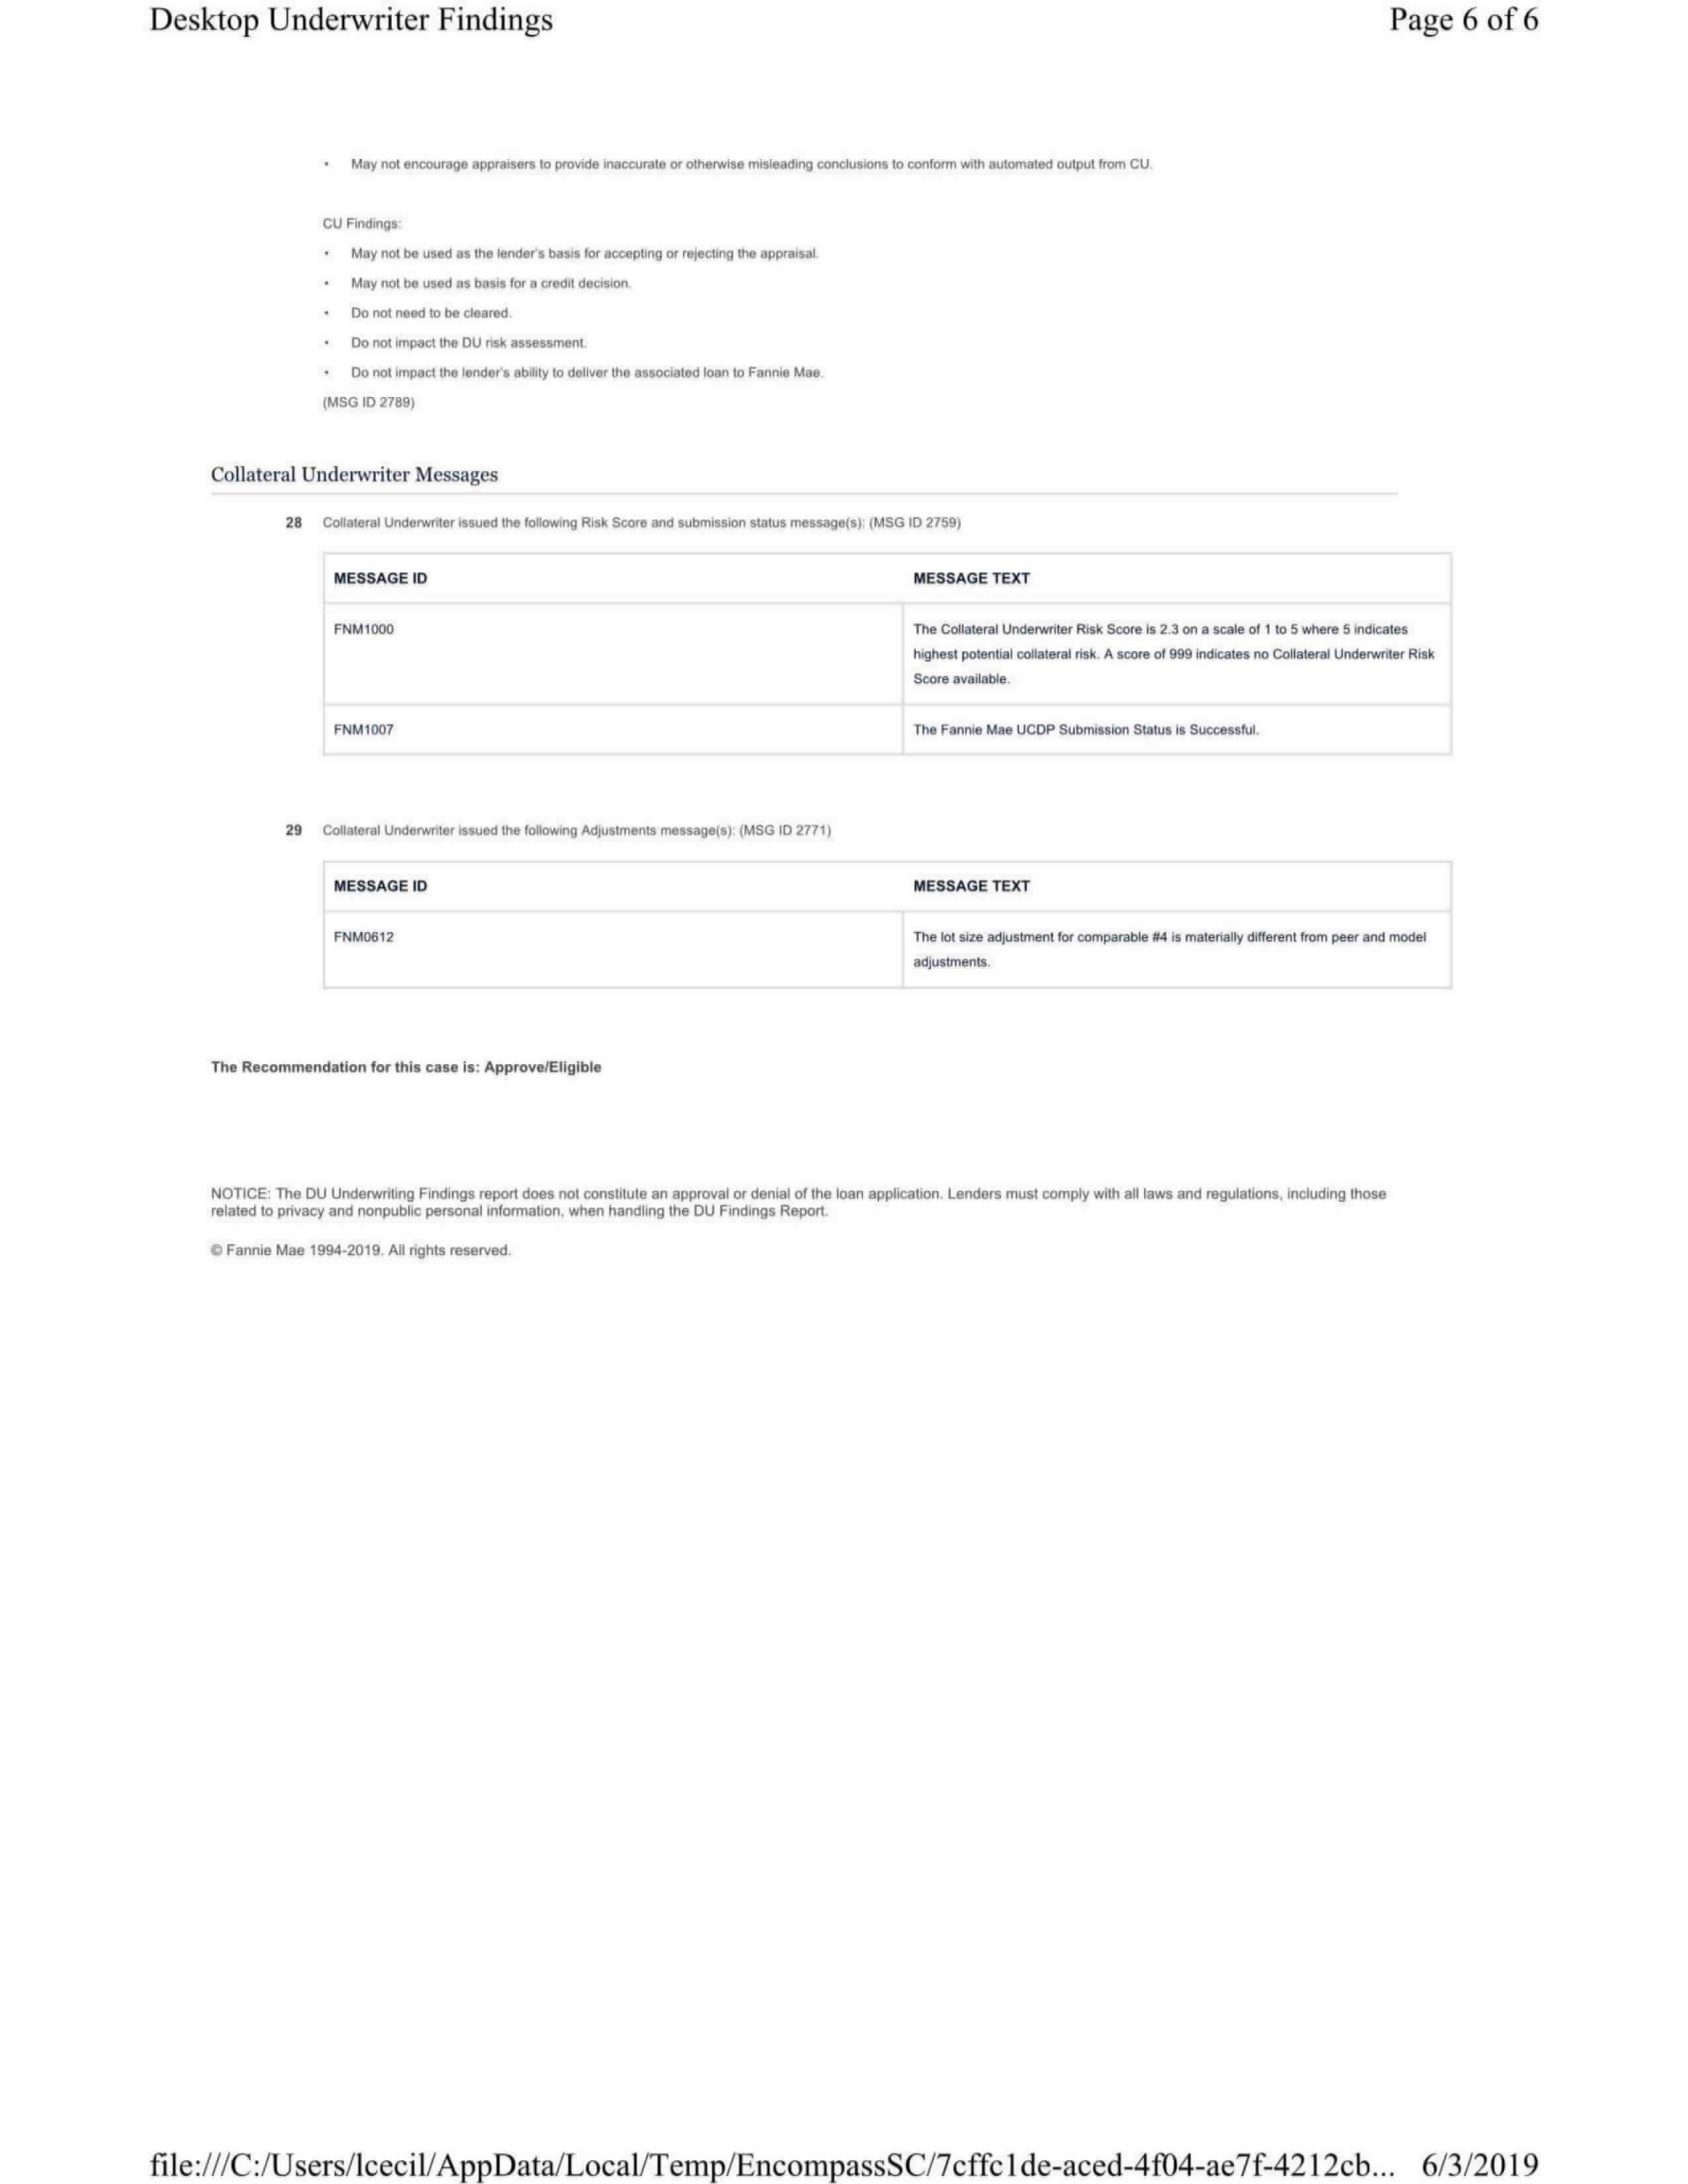 Desktop Underwriter Findings Page 6 of 6
• May not encourage appraisers to provide inaccurate or otherwise misleading conclusions to conform with automated output from CU.
CU Findings:
• May not be used as the lender's basis for accepting or rejecting the appraisal.
• May not be used as basis for a credit decision.
• Do not need to be cleared.
• Do not impact the DU risk assessment.
• Do not impact the lender's ability to deliver the associated loan to Fannie Mae.
(MSG ID 2789)
Collateral Underwriter Messages
28 Collateral Underwriter issued the following Risk Score and submission status message(s): (MSG ID 2759)
MESSAGE ID MESSAGE TEXT
FNM1000 The Collateral Underwriter Risk Score is 2.3 on a scale of 1 to 5 where 5 indicates
highest potential collateral risk. A score of 999 indicates no Collateral Underwriter Risk
Score available.
FNM1007 The Fannie Mae UCDP Submission Status is Successful.
29 Collateral Underwriter issued the following Adjustments message(s): (MSG ID 2771)
MESSAGE ID MESSAGE TEXT
FNM0612 The lot size adjustment for comparable #4 is materially different from peer and model
adjustments.
The Recommendation for this case is: Approve/Eligible
NOTICE: The DU Underwriting Findings report does not constitute an approval or denial of the loan application. Lenders must comply with all laws and regulations, including those
related to privacy and nonpublic personal information, when handling the DU Findings Report.
© Fannie Mae 1994-2019. All rights reserved.
file:///C:/Users/lcecil/AppData/Local/Temp/EncompassSC/7cffc1de-aced-4f04-ae7f-4212cb... 6/3/2019